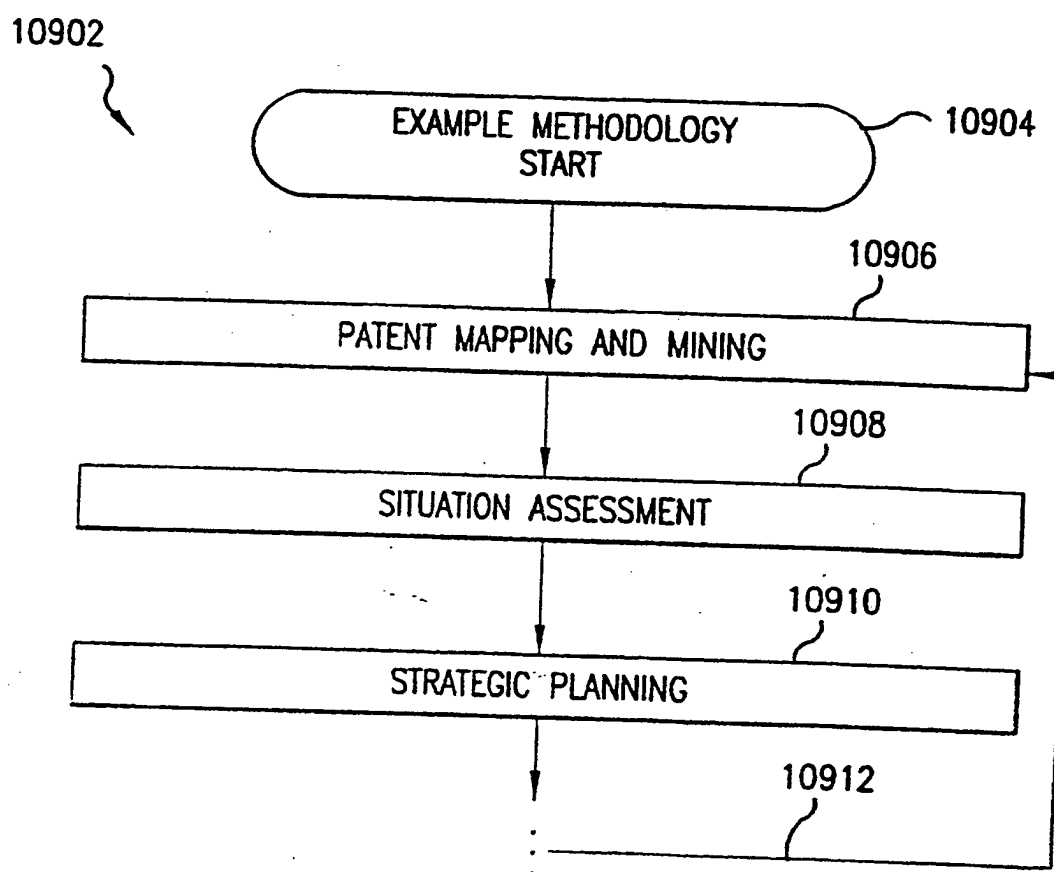 10902
EXAMPLE METHODOLOGY
START
10904
10906
PATENT MAPPING AND MINING
10908
SITUATION ASSESSMENT
10910
STRATEGIC PLANNING
10912